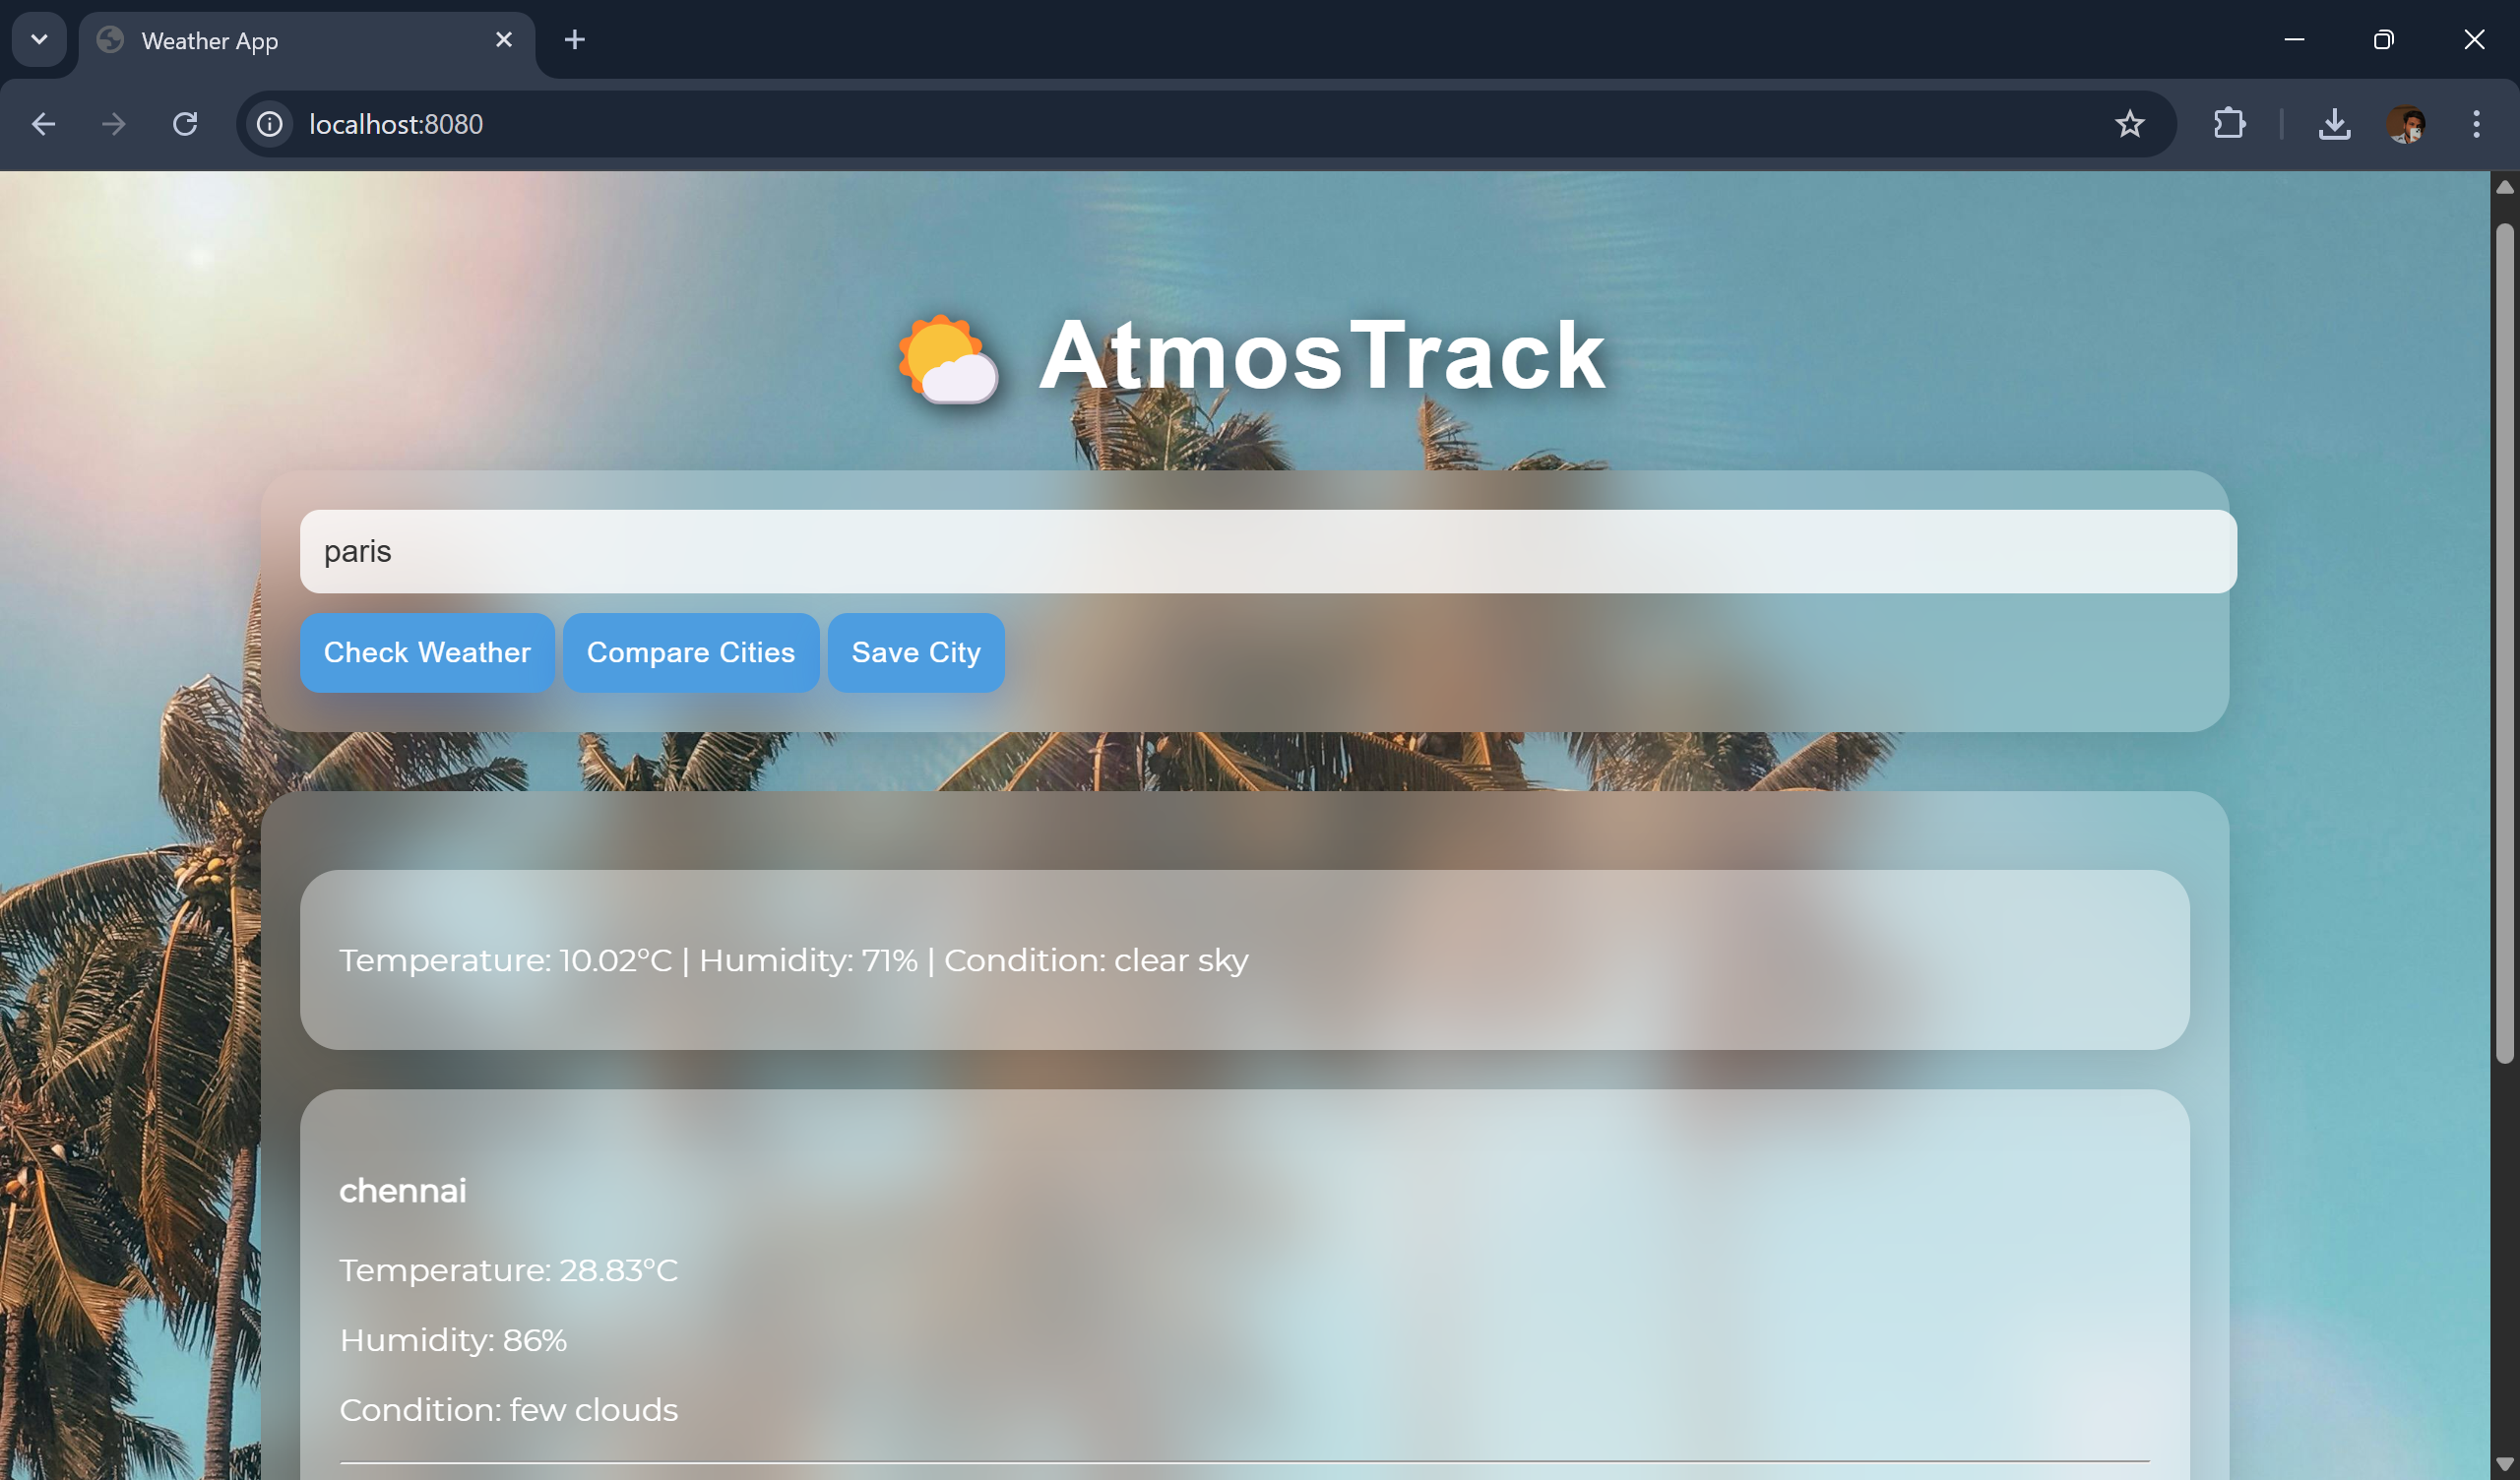 Weather App
localhost:8080
AtmosTrack
paris
Check Weather Compare Cities Save City
Temperature: 10.02°C | Humidity: 71% | Condition: clear sky
chennai
Temperature: 28.83°C
Humidity: 86%
Condition: few clouds